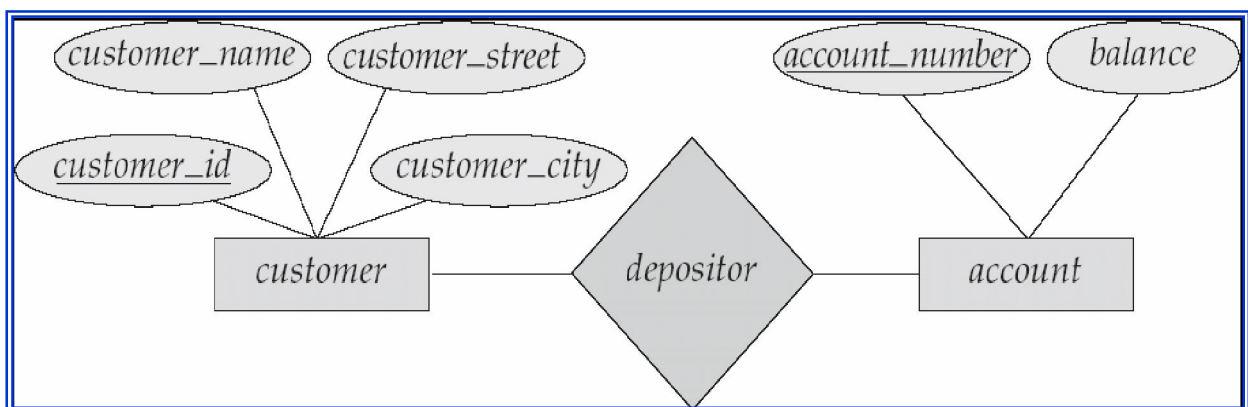 customer_name
customer_street
account_number
balance
customer_id
customer_city
customer
depositor
account